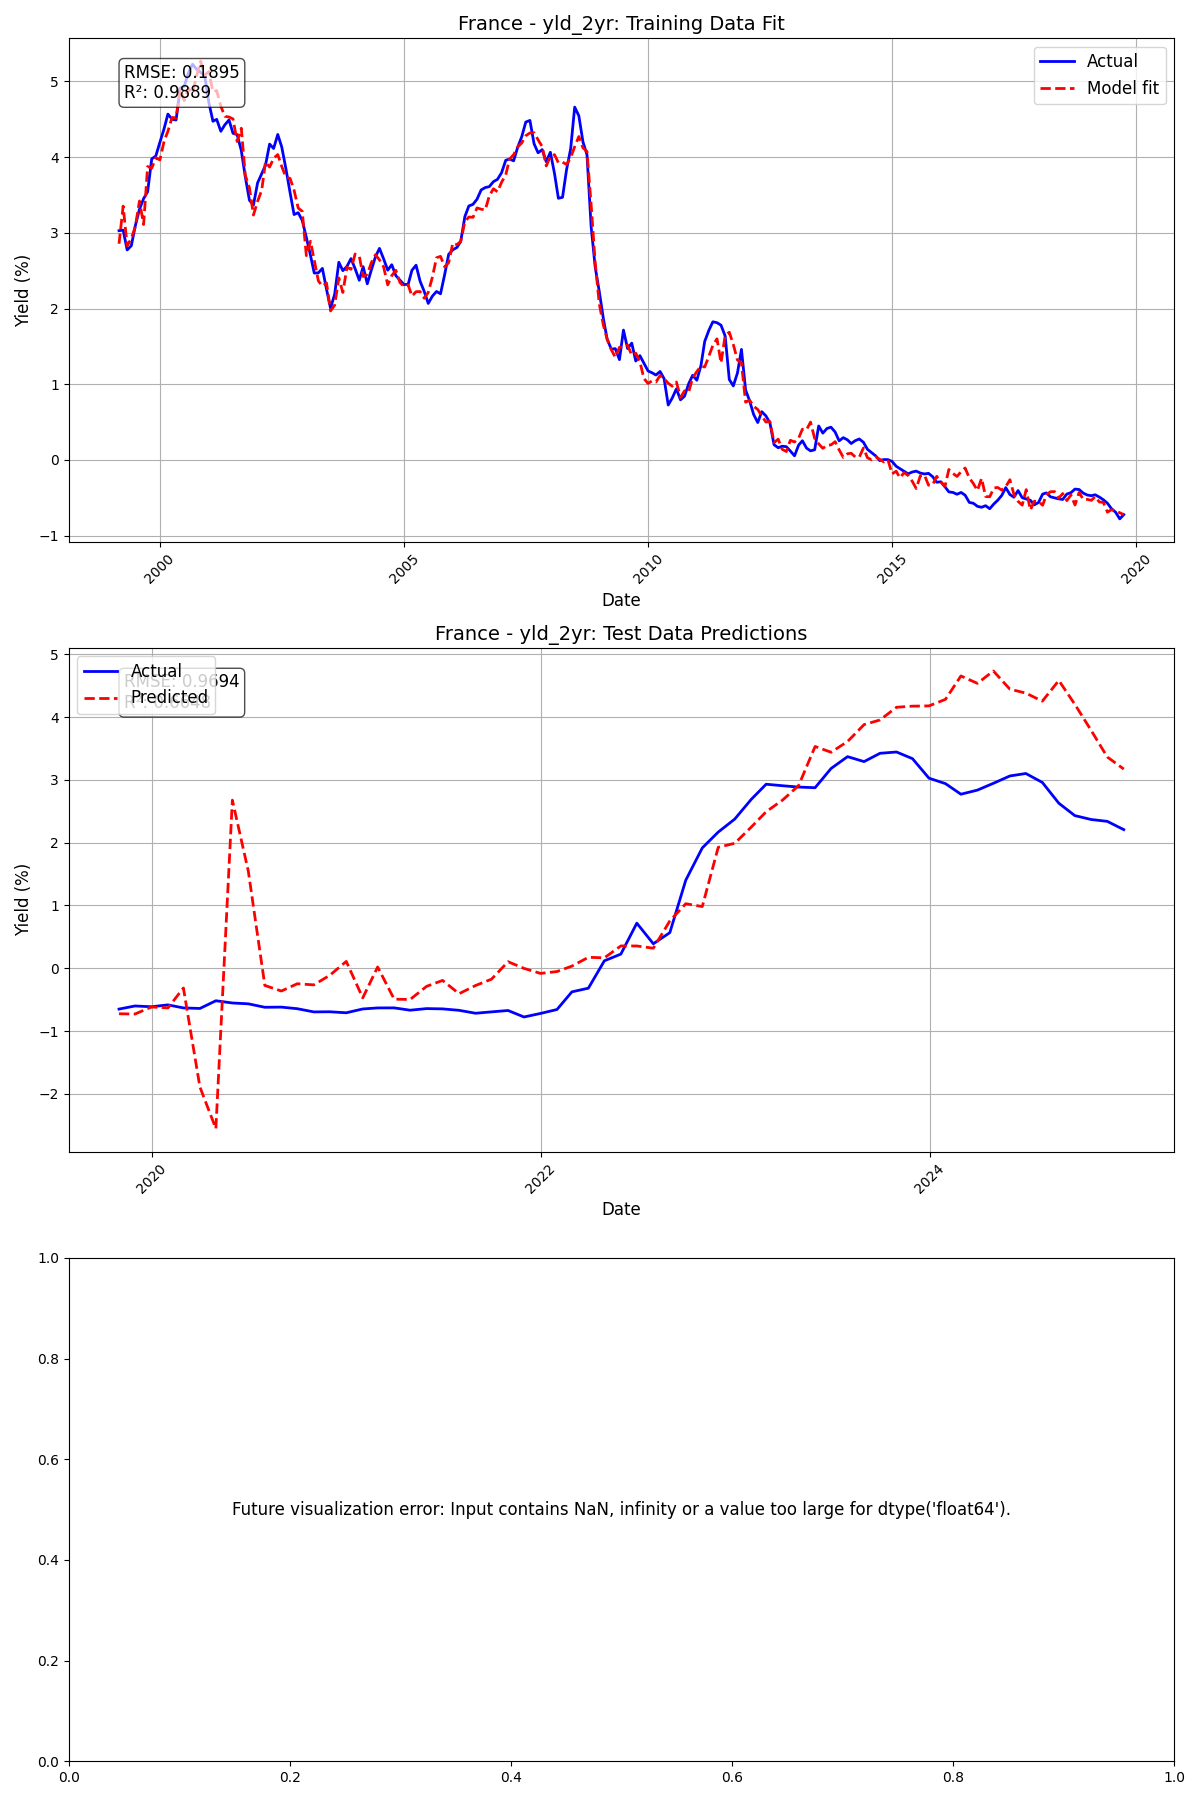 France - yld_2yr: Training Data Fit
RMSE: 0.1895
R²: 0.9889
Actual
Model fit
Yield (%)
5
4
3
2
1
0
−1
2000
2005
2010
2015
2020
Date
France - yld_2yr: Test Data Predictions
Actual
Predicted
RMSE: 0.9694
Yield (%)
5
4
3
2
1
0
−1
−2
2020
2022
2024
Date
1.0
0.8
0.6
0.4
0.2
0.0
Future visualization error: Input contains NaN, infinity or a value too large for dtype('float64').
0.0
0.2
0.4
0.6
0.8
1.0